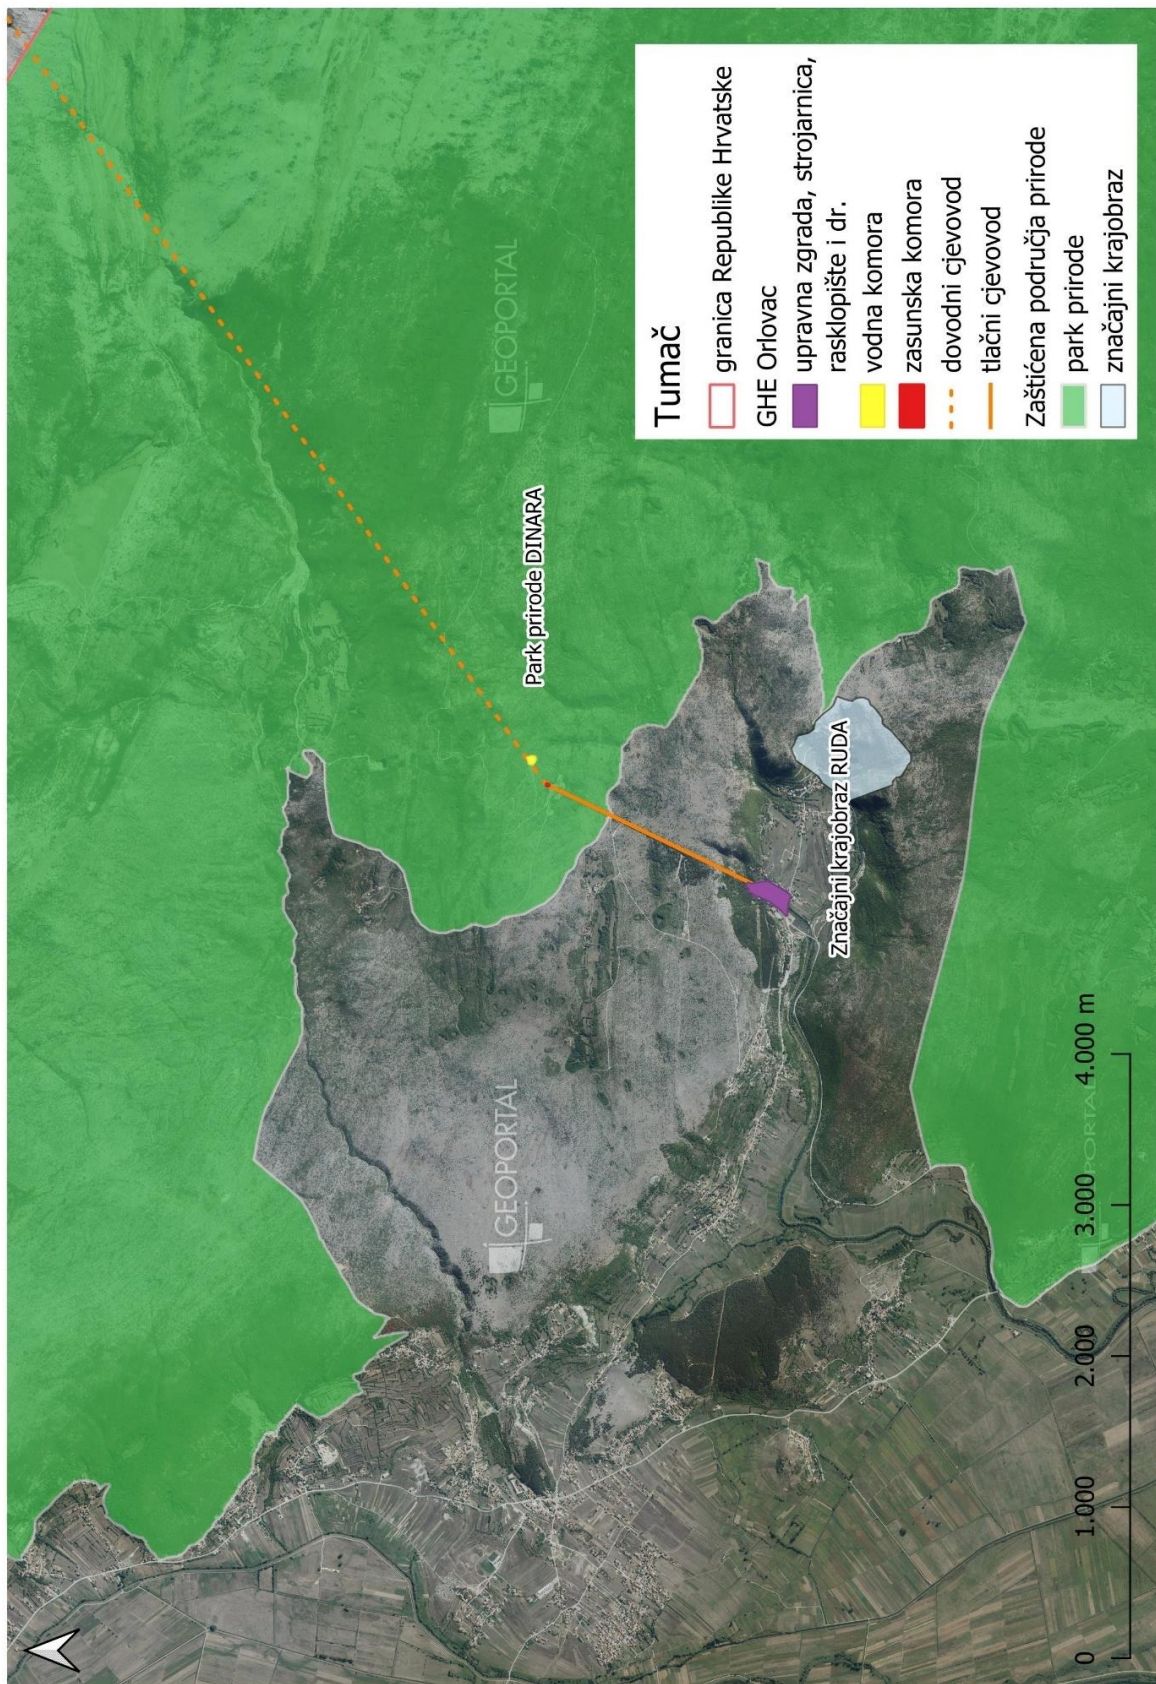 Tumač
granica Republike Hrvatske
GHE Orlovac
upravna zgrada, strojarnica,
rasklopište i dr.
vodna komora
zasunska komora
dovodni cjevovod
tlačni cjevovod
Zaštićena područja prirode
park prirode
značajni krajobraz
Park prirode DINARA
Značajni krajobraz RUDA
GEOPORTAL
GEOPORTAL
PORTAL
0 1.000 2.000 3.000 4.000 m